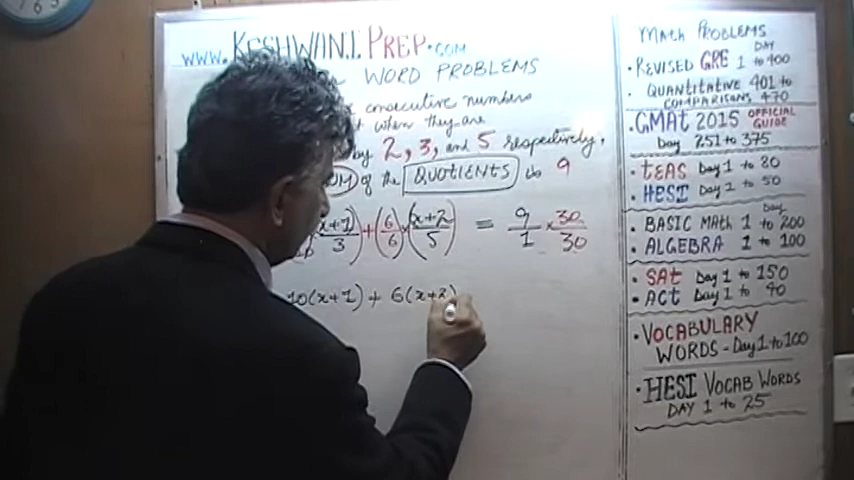 www. KESHWANI PREP.COM
WORD PROBLEMS
consecutive numbers
when they are
by 2, 3, and 5 respectively,
of the QUOTIENTS is 9
(x+1)/3) + (6/6)×(x+2)/5) = 9/1 × 30/30
10(x+1) + 6(x+2)
MATH PROBLEMS
• REVISED GRE DAY 1 to 400
• QUANTITATIVE COMPARISONS 401 to 470
• GMAT 2015 OFFICIAL GUIDE
Day 251 to 375
• TEAS Day 1 to 80
• HESI Day 1 to 50
• BASIC MATH Day 1 to 200
• ALGEBRA 1 to 100
• SAT Day 1 to 150
• ACT Day 1 to 40
• VOCABULARY
WORDS - Day 1 to 100
• HESI VOCAB WORDS
DAY 1 to 25